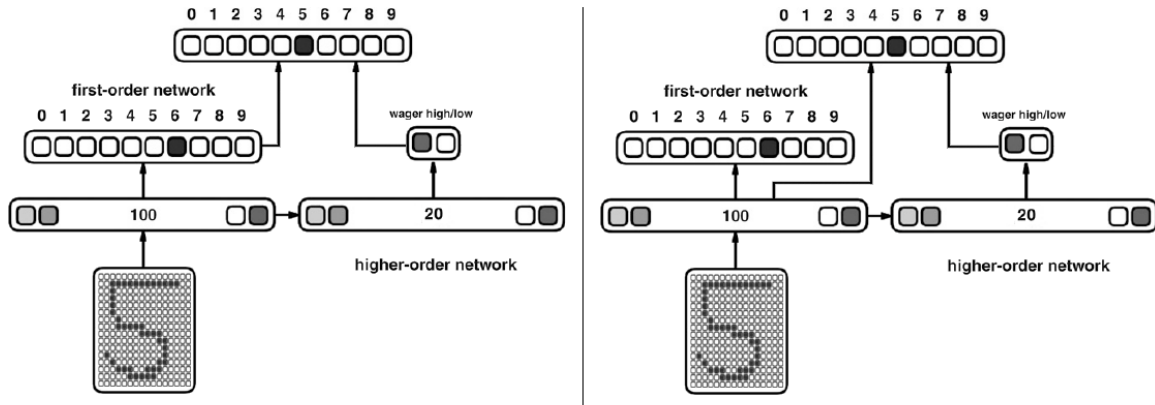 0 1 2 3 4 5 6 7 8 9
first-order network
0 1 2 3 4 5 6 7 8 9
wager high/low
100
20
higher-order network
0 1 2 3 4 5 6 7 8 9
first-order network
0 1 2 3 4 5 6 7 8 9
wager high/low
100
20
higher-order network